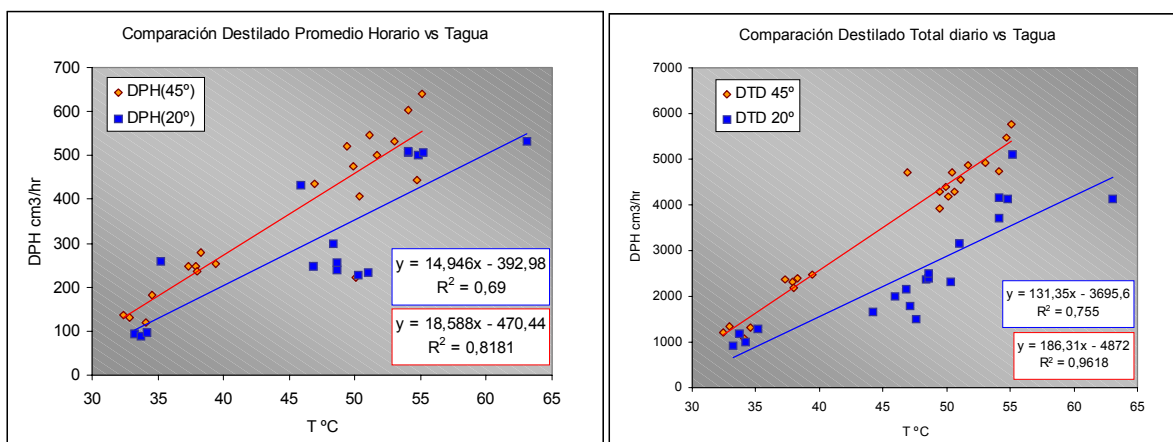 Comparación Destilado Promedio Horario vs Tagua
700
600
500
400
300
200
100
0
DPH cm3/hr
DPH(45º)
DPH(20º)
y = 14,946x - 392,98
R² = 0,69
y = 18,588x - 470,44
R² = 0,8181
30 35 40 45 50 55 60 65
T ºC
Comparación Destilado Total diario vs Tagua
7000
6000
5000
4000
3000
2000
1000
0
DPH cm3/hr
DTD 45º
DTD 20º
y = 131,35x - 3695,6
R² = 0,755
y = 186,31x - 4872
R² = 0,9618
30 35 40 45 50 55 60 65
T ºC